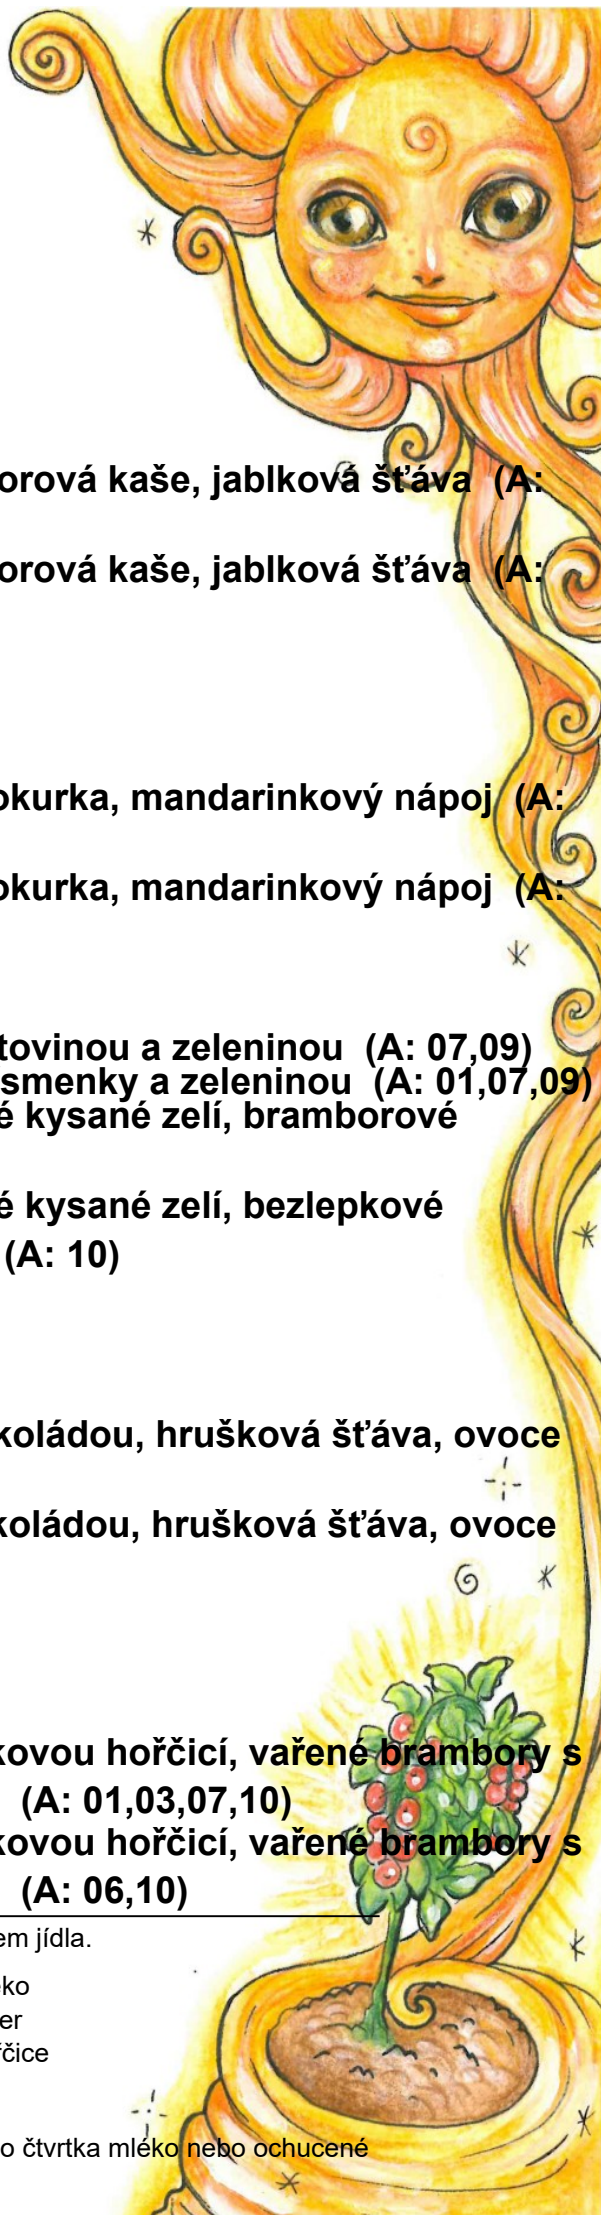 orová kaše, jablková šťáva (A:
orová kaše, jablková šťáva (A:
okurka, mandarinkový nápoj (A:
okurka, mandarinkový nápoj (A:
tovinou a zeleninou (A: 07,09)
smenky a zeleninou (A: 01,07,09)
é kysané zelí, bramborové
é kysané zelí, bezlepkové
(A: 10)
koládou, hrušková šťáva, ovoce
koládou, hrušková šťáva, ovoce
kovou hořčicí, vařené brambory s
(A: 01,03,07,10)
kovou hořčicí, vařené brambory s
(A: 06,10)
em jídla.
éko
er
řčice
o čtvrtka mléko nebo ochucené